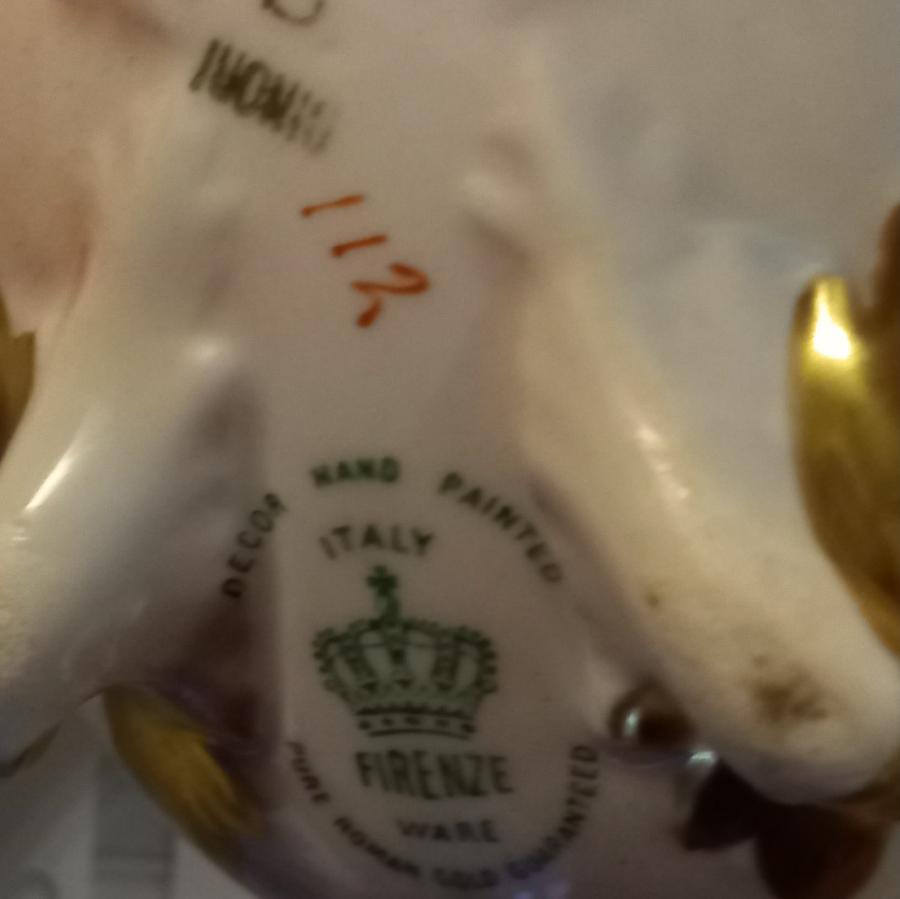 112
DECOR HAND PAINTED
ITALY
FIRENZE
WARE
PURE ROMAN GOLD GUARANTEED